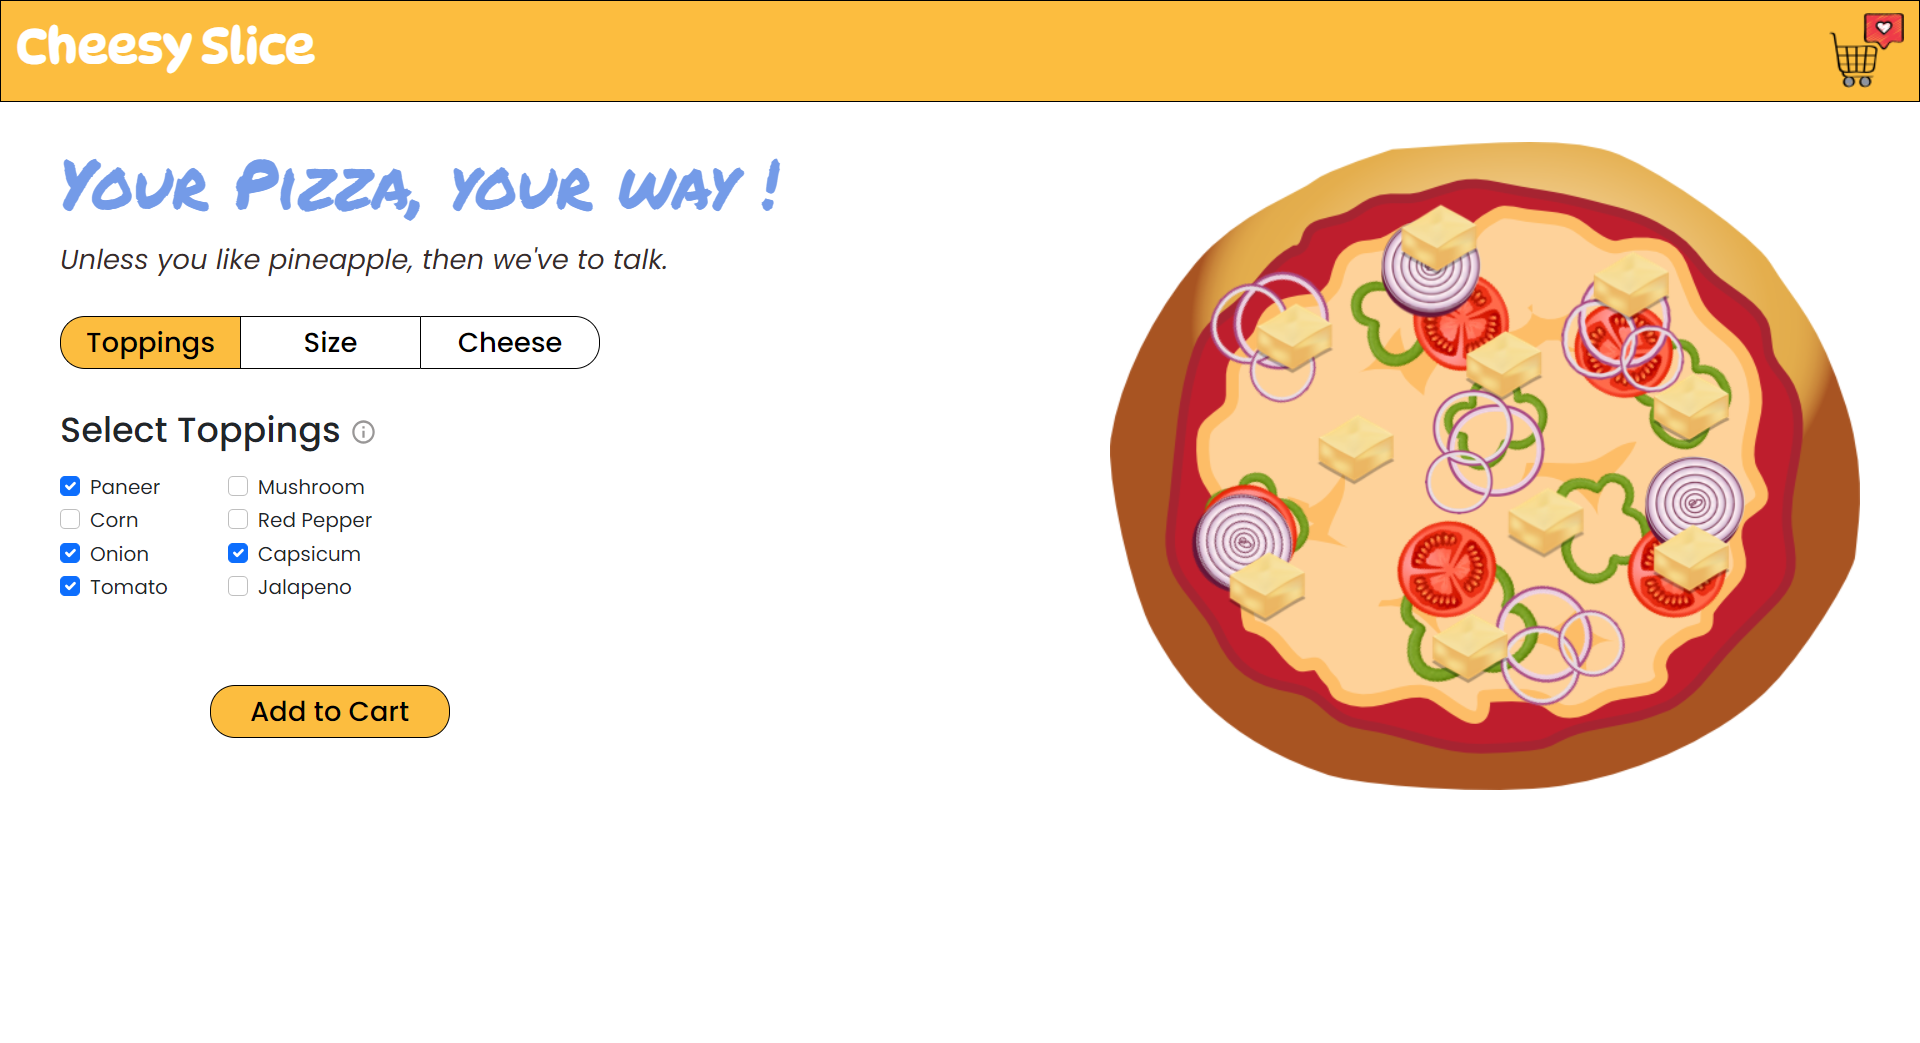 Cheesy Slice
Your Pizza, your way !
Unless you like pineapple, then we've to talk.
Toppings Size Cheese
Select Toppings
Paneer Mushroom
Corn Red Pepper
Onion Capsicum
Tomato Jalapeno
Add to Cart